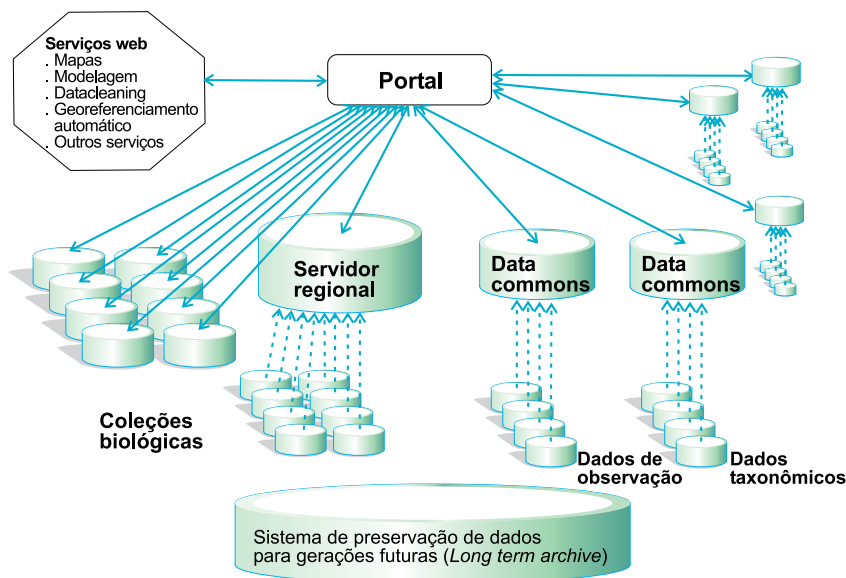 Serviços web
. Mapas
. Modelagem
. Datacleaning
. Georeferenciamento
automático
. Outros serviços
Portal
Servidor
regional
Data
commons
Data
commons
Coleções
biológicas
Dados de
observação
Dados
taxonômicos
Sistema de preservação de dados
para gerações futuras (Long term archive)